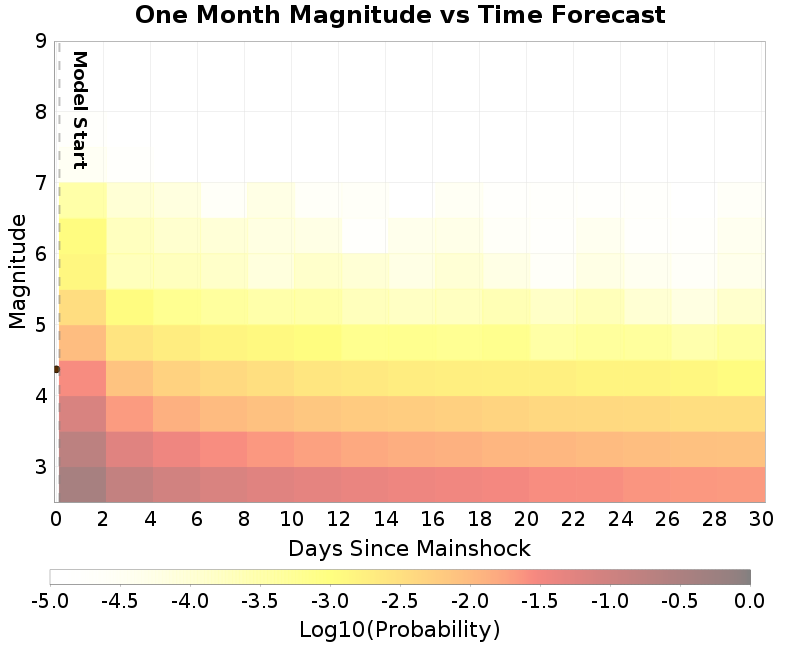 One Month Magnitude vs Time Forecast
9
8
7
6
5
4
3
Magnitude
Model Start
0 2 4 6 8 10 12 14 16 18 20 22 24 26 28 30
Days Since Mainshock
-5.0 -4.5 -4.0 -3.5 -3.0 -2.5 -2.0 -1.5 -1.0 -0.5 0.0
Log10(Probability)